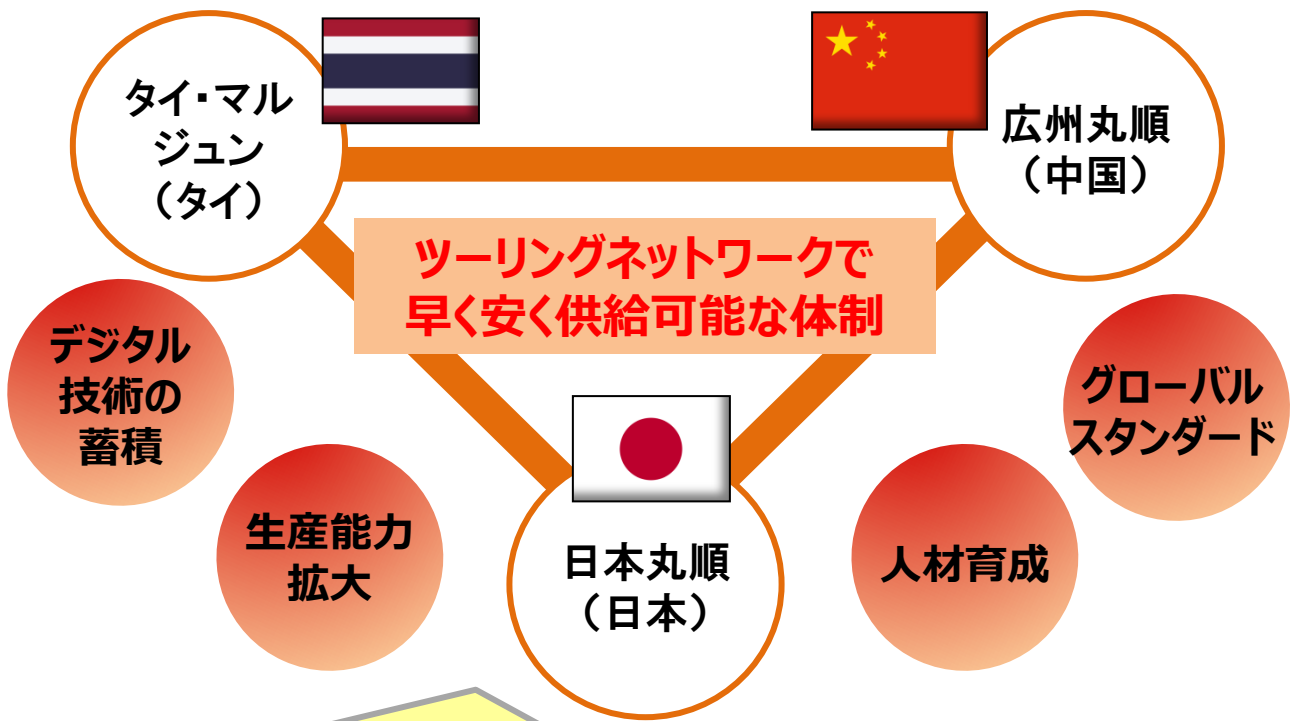 タイ・マル
ジュン
（タイ）
広州丸順
（中国）
ツーリングネットワークで
早く安く供給可能な体制
デジタル
技術の
蓄積
グローバル
スタンダード
生産能力
拡大
日本丸順
（日本）
人材育成